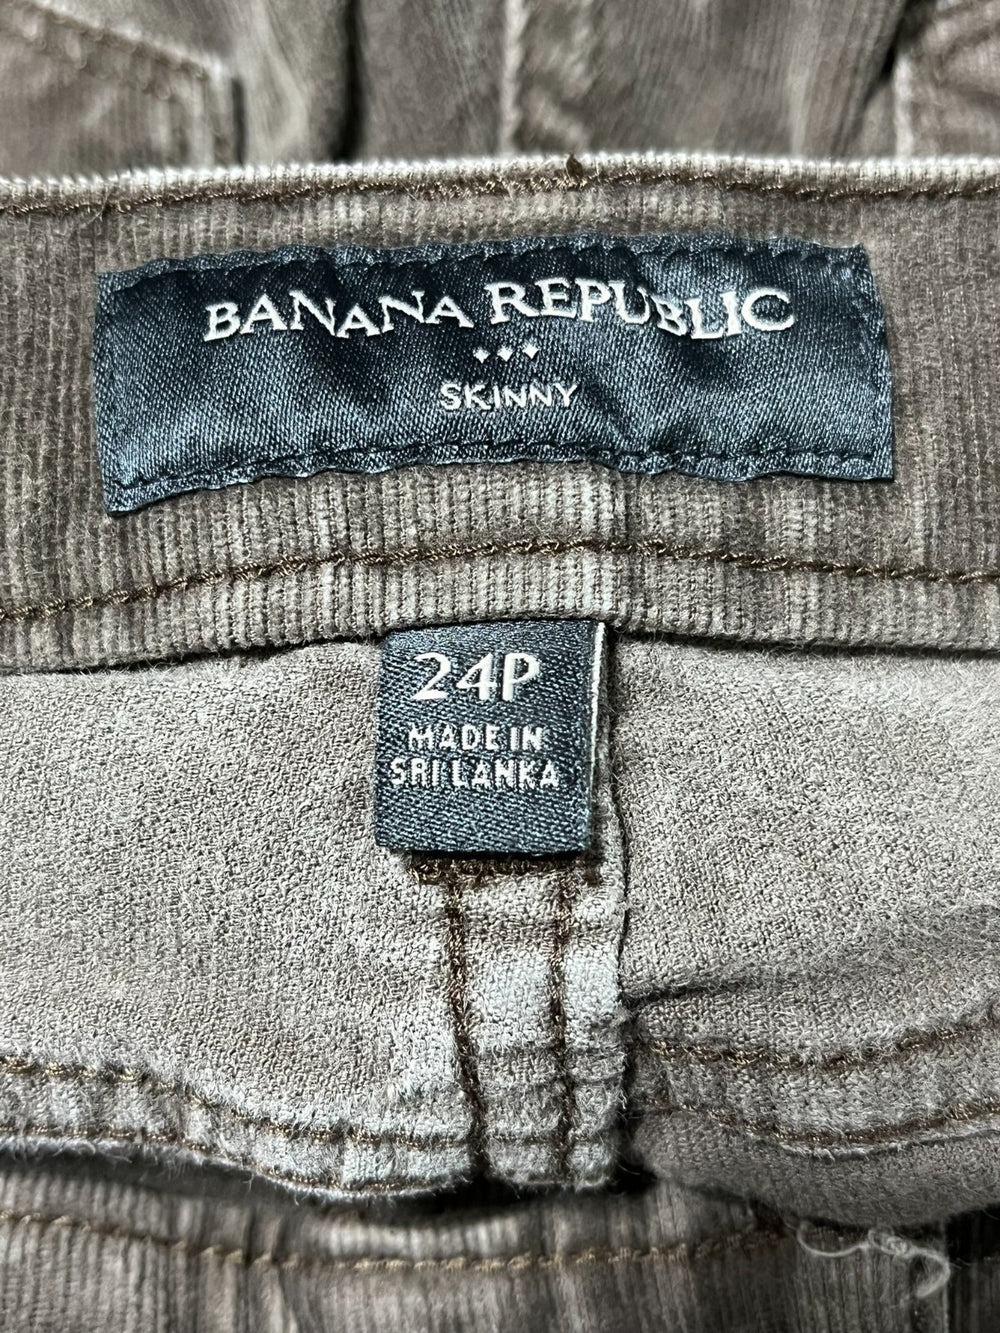 BANANA REPUBLIC
SKINNY
24P
MADE IN
SRI LANKA